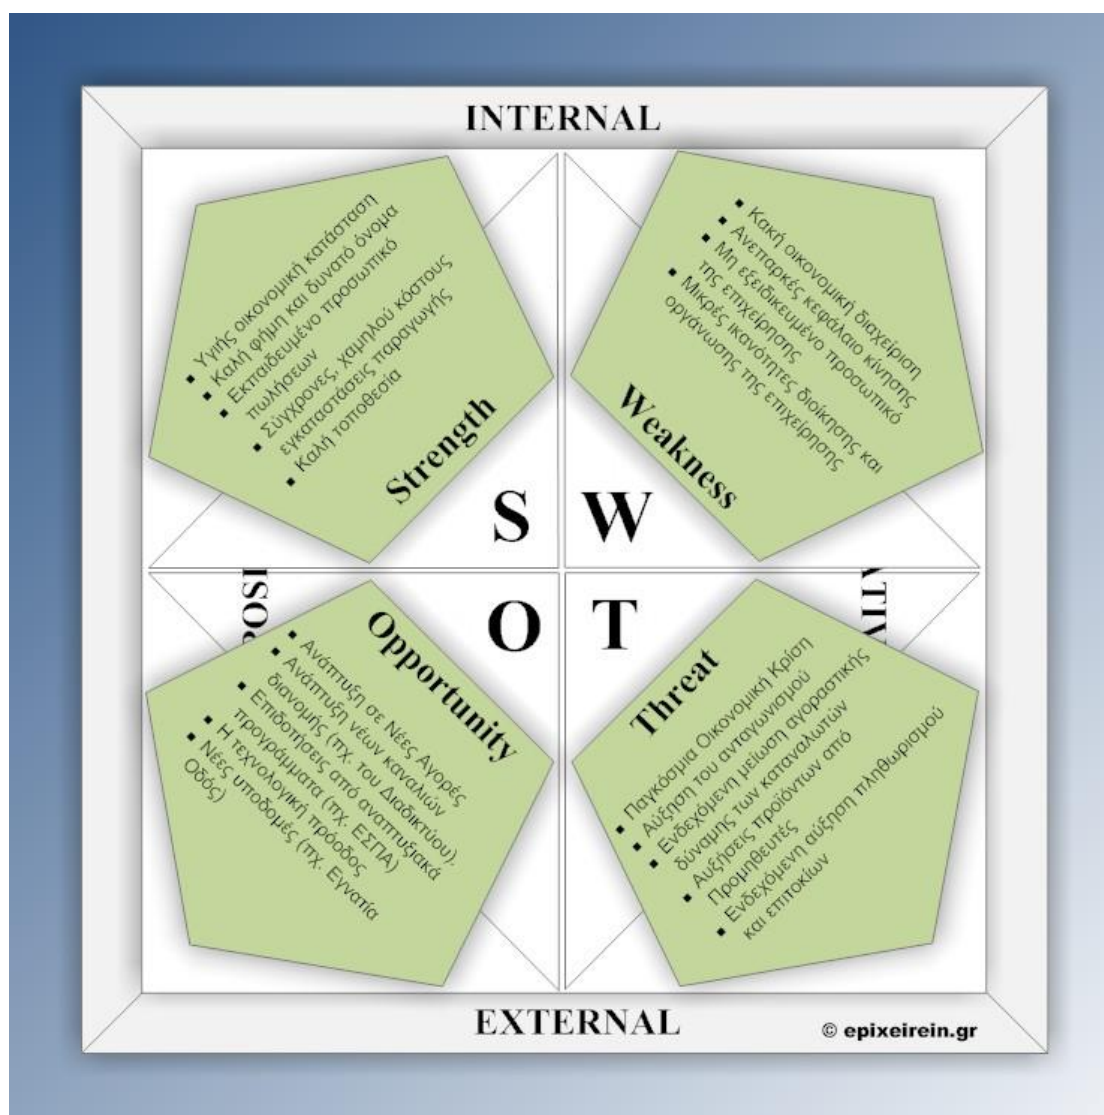 INTERNAL
▪ Υγιής οικονομική κατάσταση
▪ Καλή φήμη και δυνατό όνομα
▪ Εκπαιδευμένο προσωπικό
πωλήσεων
▪ Σύγχρονες, χαμηλού κόστους
εγκαταστάσεις παραγωγής
▪ Καλή τοποθεσία
Strength
S
▪ Κακή οικονομική διαχείριση
▪ Ανεπαρκές κεφάλαιο κίνησης
▪ Μη εξειδικευμένο προσωπικό
της επιχείρησης
▪ Μικρές ικανότητες διοίκησης και
οργάνωσης της επιχείρησης
Weakness
W
POSI
O
Opportunity
▪ Ανάπτυξη σε Νέες Αγορές
▪ Ανάπτυξη νέων καναλιών
διανομής (πχ. του Διαδικτύου).
▪ Επιδοτήσεις από αναπτυξιακά
προγράμματα (πχ. ΕΣΠΑ)
▪ Η τεχνολογική πρόοδος
▪ Νέες υποδομές (πχ. Εγνατία
Οδός)
ATIV
T
Threat
▪ Παγκόσμια Οικονομική Κρίση
▪ Αύξηση του ανταγωνισμού
▪ Ενδεχόμενη μείωση αγοραστικής
δύναμης των καταναλωτών
▪ Αυξήσεις προϊόντων από
Προμηθευτές
▪ Ενδεχόμενη αύξηση πληθωρισμού
και επιτοκίων
EXTERNAL
© epixeirein.gr